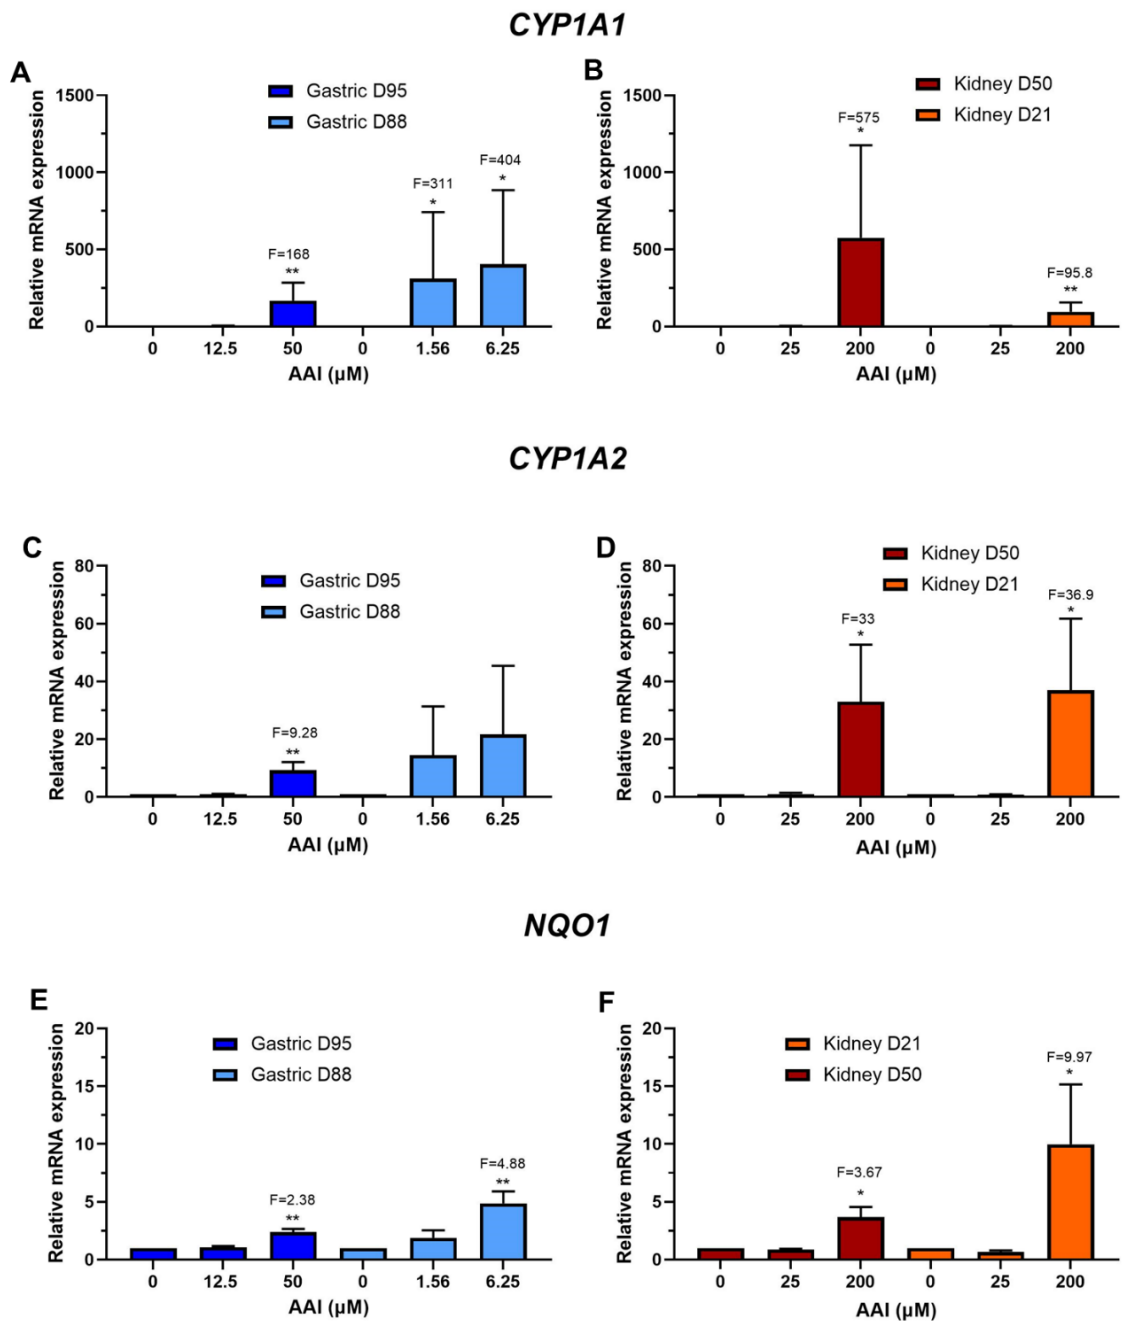 CYP1A1
A
Gastric D95
Gastric D88
1500
1000
500
0
Relative mRNA expression
F=168
**
F=311
*
F=404
*
0 12.5 50 0 1.56 6.25
AAI (µM)
B
Kidney D50
Kidney D21
1500
1000
500
0
Relative mRNA expression
F=575
*
F=95.8
**
0 25 200 0 25 200
AAI (µM)
CYP1A2
C
Gastric D95
Gastric D88
80
60
40
20
0
Relative mRNA expression
F=9.28
**
0 12.5 50 0 1.56 6.25
AAI (µM)
D
Kidney D50
Kidney D21
80
60
40
20
0
Relative mRNA expression
F=33
*
F=36.9
*
0 25 200 0 25 200
AAI (µM)
NQO1
E
Gastric D95
Gastric D88
20
15
10
5
0
Relative mRNA expression
F=2.38
**
F=4.88
**
0 12.5 50 0 1.56 6.25
AAI (µM)
F
Kidney D21
Kidney D50
20
15
10
5
0
Relative mRNA expression
F=3.67
*
F=9.97
*
0 25 200 0 25 200
AAI (µM)